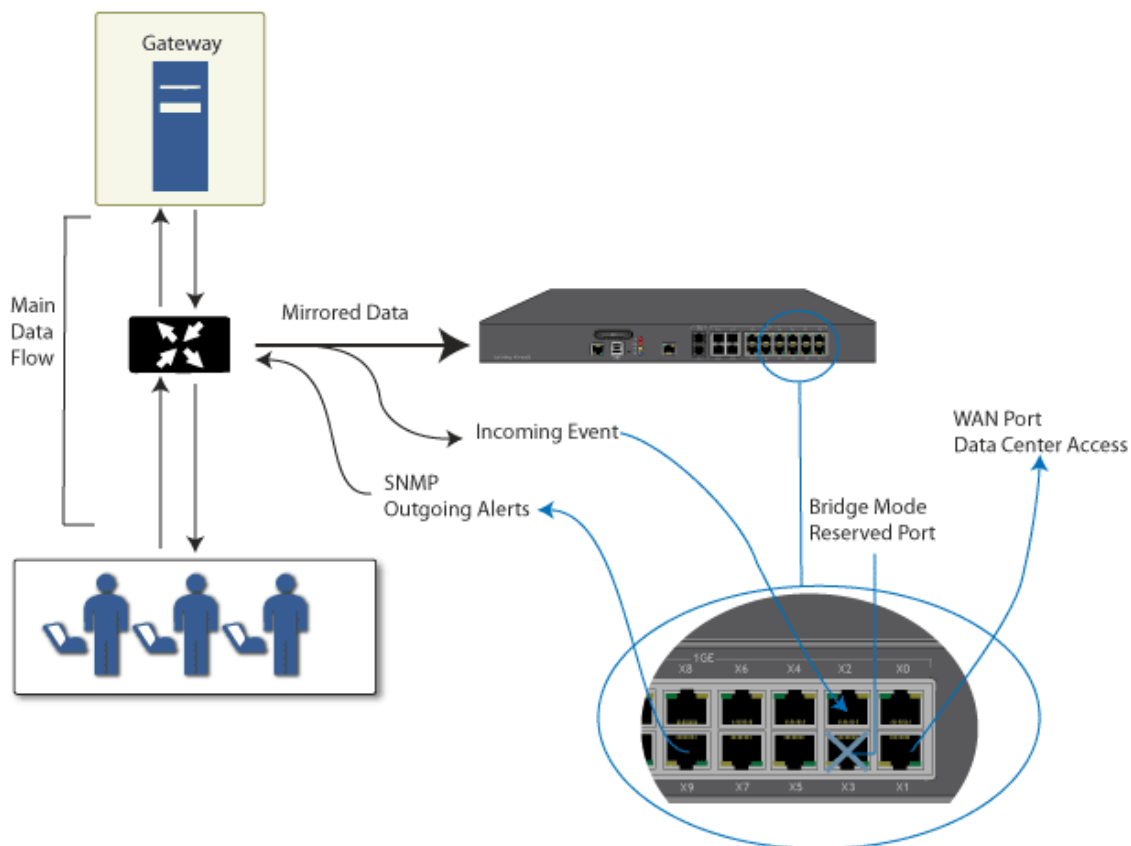 Gateway
Main
Data
Flow
Mirrored Data
Incoming Event
SNMP
Outgoing Alerts
WAN Port
Data Center Access
Bridge Mode
Reserved Port
1GE
X8 X6 X4 X2 X0
X9 X7 X5 X3 X1